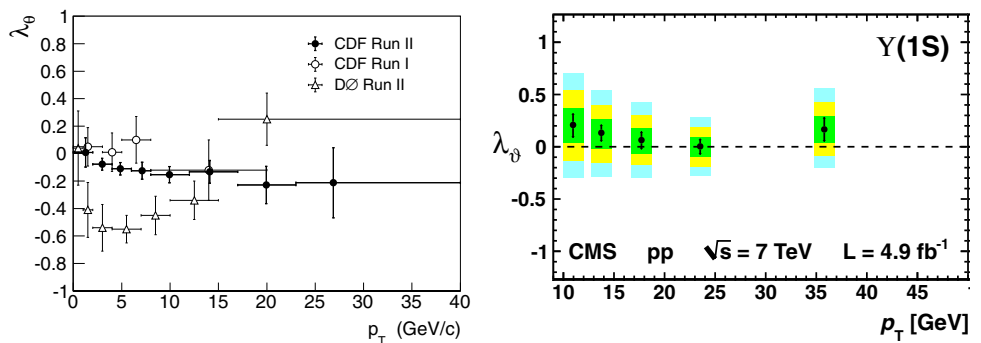 λθ
1
0.8
0.6
0.4
0.2
0
-0.2
-0.4
-0.6
-0.8
-1
CDF Run II
CDF Run I
DØ Run II
0 5 10 15 20 25 30 35 40
p_T (GeV/c)
ϒ(1S)
λ_ϑ
1
0.5
0
-0.5
-1
CMS pp √s = 7 TeV L = 4.9 fb⁻¹
10 15 20 25 30 35 40 45
p_T [GeV]